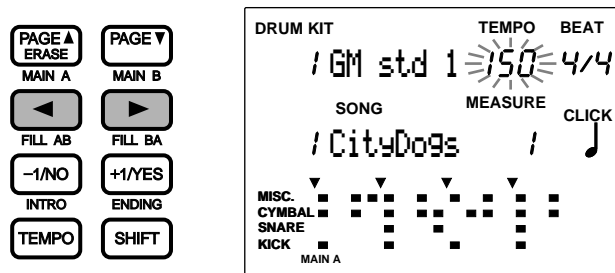 PAGE▲ ERASE
PAGE▼
MAIN A
MAIN B
◄
►
FILL AB
FILL BA
−1/NO
+1/YES
INTRO
ENDING
TEMPO
SHIFT
DRUM KIT
TEMPO
BEAT
1 GM std 1
150
4/4
SONG
MEASURE
CLICK
1 CityDogs
1
MISC.
CYMBAL
SNARE
KICK
MAIN A